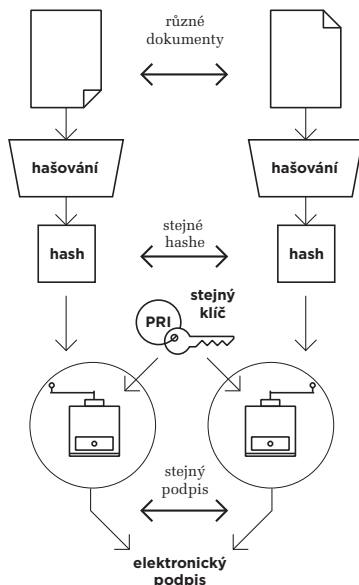 různé
dokumenty
hašování
hašování
stejné
hashe
hash
hash
stejný
klíč
PRI
stejný
podpis
elektronický
podpis